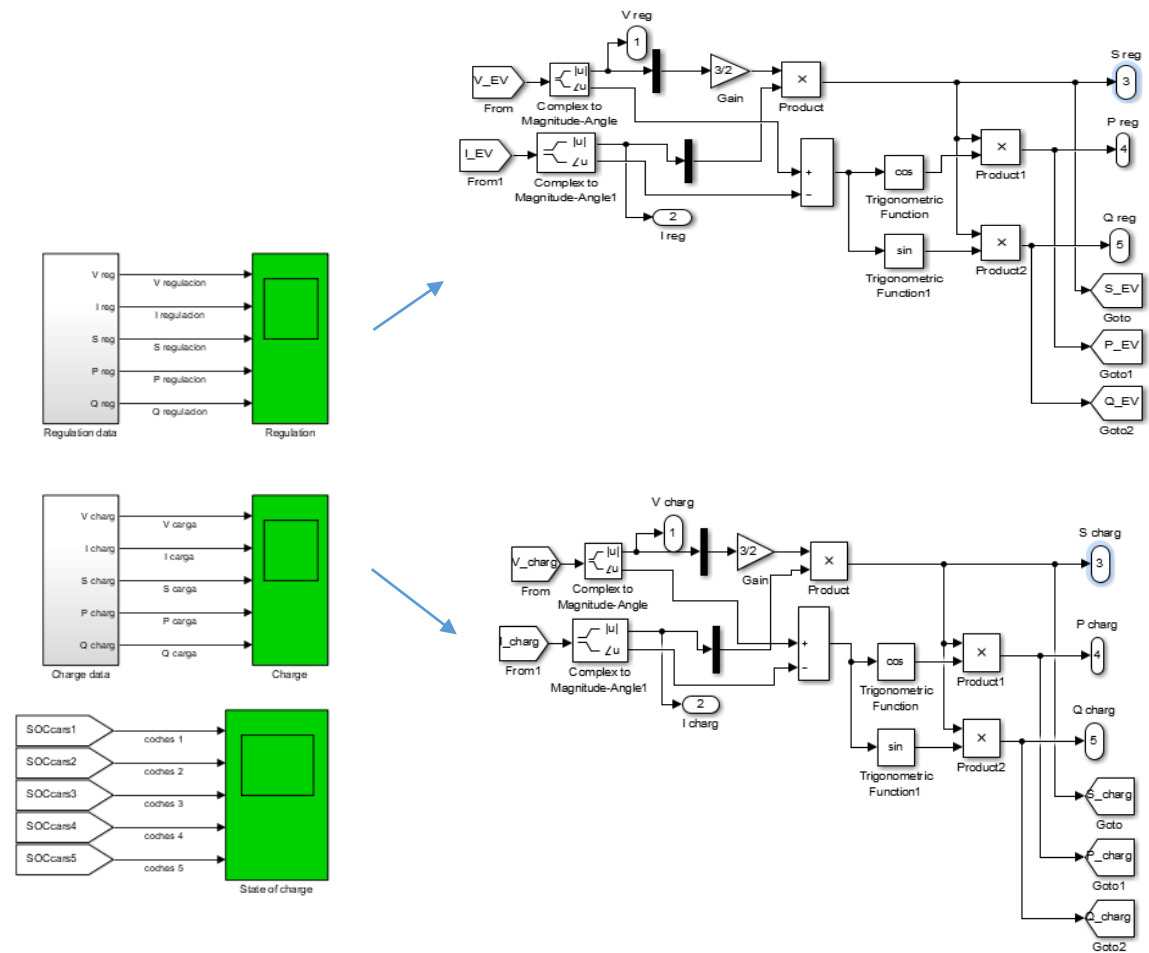 V reg
1
V_EV
From
|u|
∠u
Complex to
Magnitude-Angle
3/2
Gain
×
Product
S reg
3
I_EV
From1
|u|
∠u
Complex to
Magnitude-Angle1
2
I reg
+
−
cos
Trigonometric
Function
sin
Trigonometric
Function1
×
Product1
×
Product2
P reg
4
Q reg
5
S_EV
Goto
P_EV
Goto1
Q_EV
Goto2
V reg
I reg
S reg
P reg
Q reg
Regulation data
V regulacion
I regulacion
S regulacion
P regulacion
Q regulacion
Regulation
V charg
I charg
S charg
P charg
Q charg
Charge data
V carga
I carga
S carga
P carga
Q carga
Charge
V charg
1
V_charg
From
|u|
∠u
Complex to
Magnitude-Angle
3/2
Gain
×
Product
S charg
3
I_charg
From1
|u|
∠u
Complex to
Magnitude-Angle1
2
I charg
+
−
cos
Trigonometric
Function
sin
Trigonometric
Function1
×
Product1
×
Product2
P charg
4
Q charg
5
S_charg
Goto
P_charg
Goto1
Q_charg
Goto2
SOCcars1
SOCcars2
SOCcars3
SOCcars4
SOCcars5
coches 1
coches 2
coches 3
coches 4
coches 5
State of charge